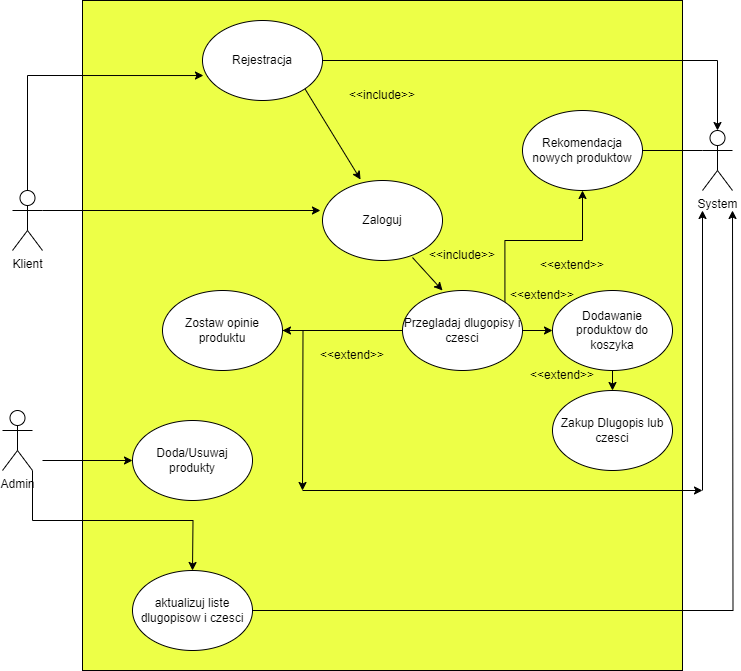 Rejestracja
<<include>>
Rekomendacja
nowych produktow
System
Klient
Zaloguj
<<include>>
<<extend>>
<<extend>>
Zostaw opinie
produktu
Przegladaj dlugopisy i
czesci
Dodawanie
produktow do
koszyka
<<extend>>
<<extend>>
Zakup Dlugopis lub
czesci
Admin
Doda/Usuwaj
produkty
aktualizuj liste
dlugopisow i czesci